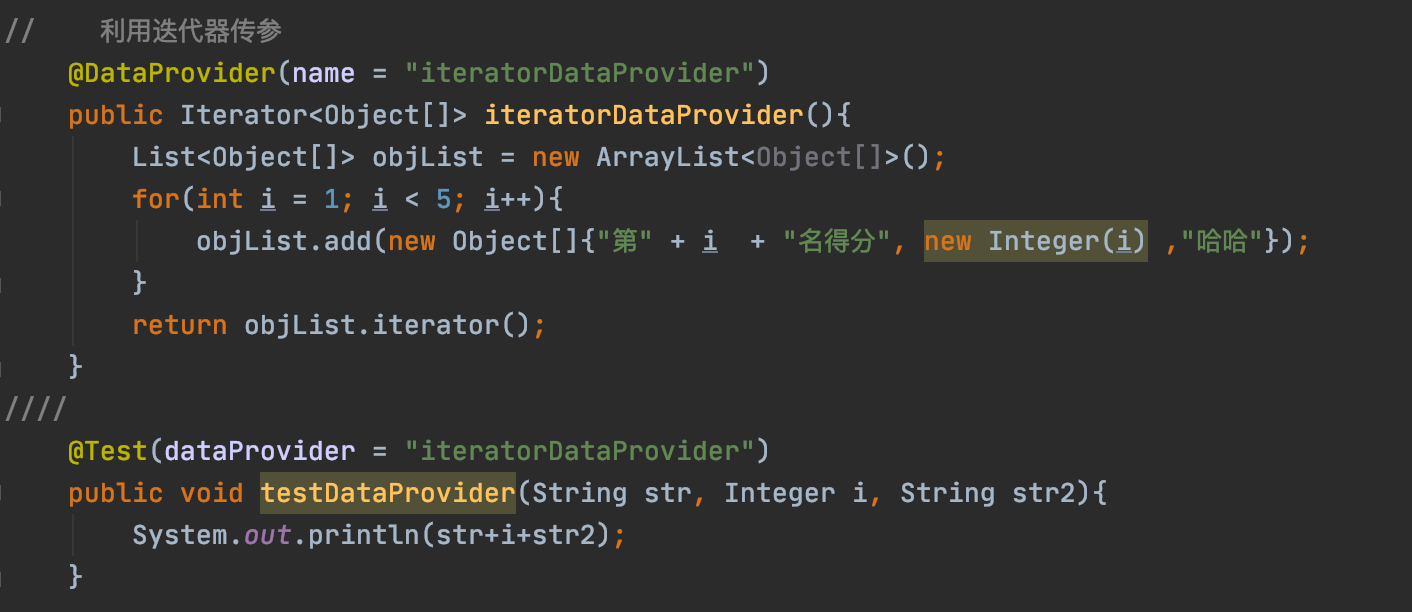 //    利用迭代器传参
    @DataProvider(name = "iteratorDataProvider")
    public Iterator<Object[]> iteratorDataProvider(){
        List<Object[]> objList = new ArrayList<Object[]>();
        for(int i = 1; i < 5; i++){
            objList.add(new Object[]{"第" + i  + "名得分", new Integer(i) ,"哈哈"});
        }
        return objList.iterator();
    }
////
    @Test(dataProvider = "iteratorDataProvider")
    public void testDataProvider(String str, Integer i, String str2){
        System.out.println(str+i+str2);
    }